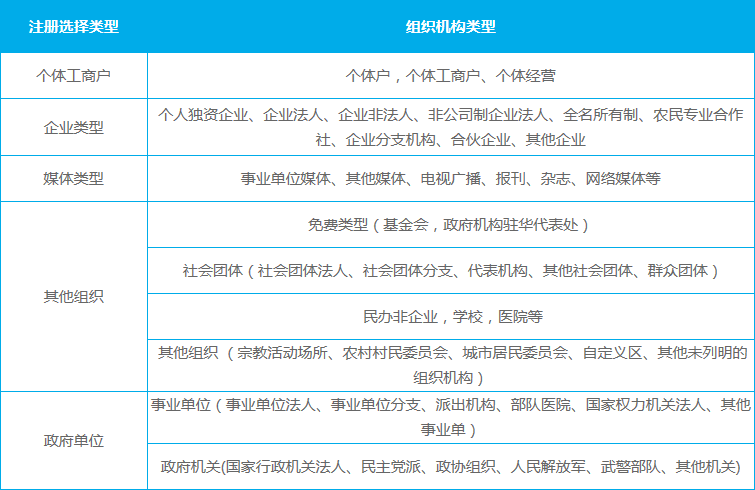 注册选择类型
组织机构类型
个体工商户
个体户，个体工商户、个体经营
企业类型
个人独资企业、企业法人、企业非法人、非公司制企业法人、全名所有制、农民专业合作
社、企业分支机构、合伙企业、其他企业
媒体类型
事业单位媒体、其他媒体、电视广播、报刊、杂志、网络媒体等
其他组织
免费类型（基金会，政府机构驻华代表处）
社会团体（社会团体法人、社会团体分支、代表机构、其他社会团体、群众团体）
民办非企业，学校，医院等
其他组织 （宗教活动场所、农村村民委员会、城市居民委员会、自定义区、其他未列明的
组织机构）
政府单位
事业单位（事业单位法人、事业单位分支、派出机构、部队医院、国家权力机关法人、其他
事业单）
政府机关(国家行政机关法人、民主党派、政协组织、人民解放军、武警部队、其他机关)